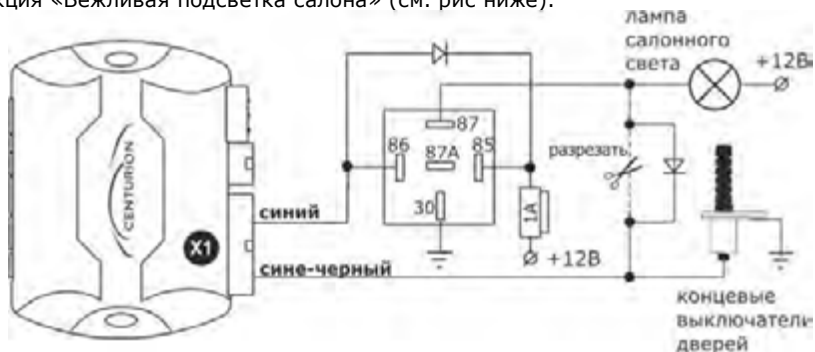 кция «Вежливая подсветка салона» (см. рис ниже).
лампа
салонного
света
+12В
87
86
87А
85
разрезать
30
1А
CENTURION
синий
X1
+12В
сине-черный
концевые
выключатели
дверей